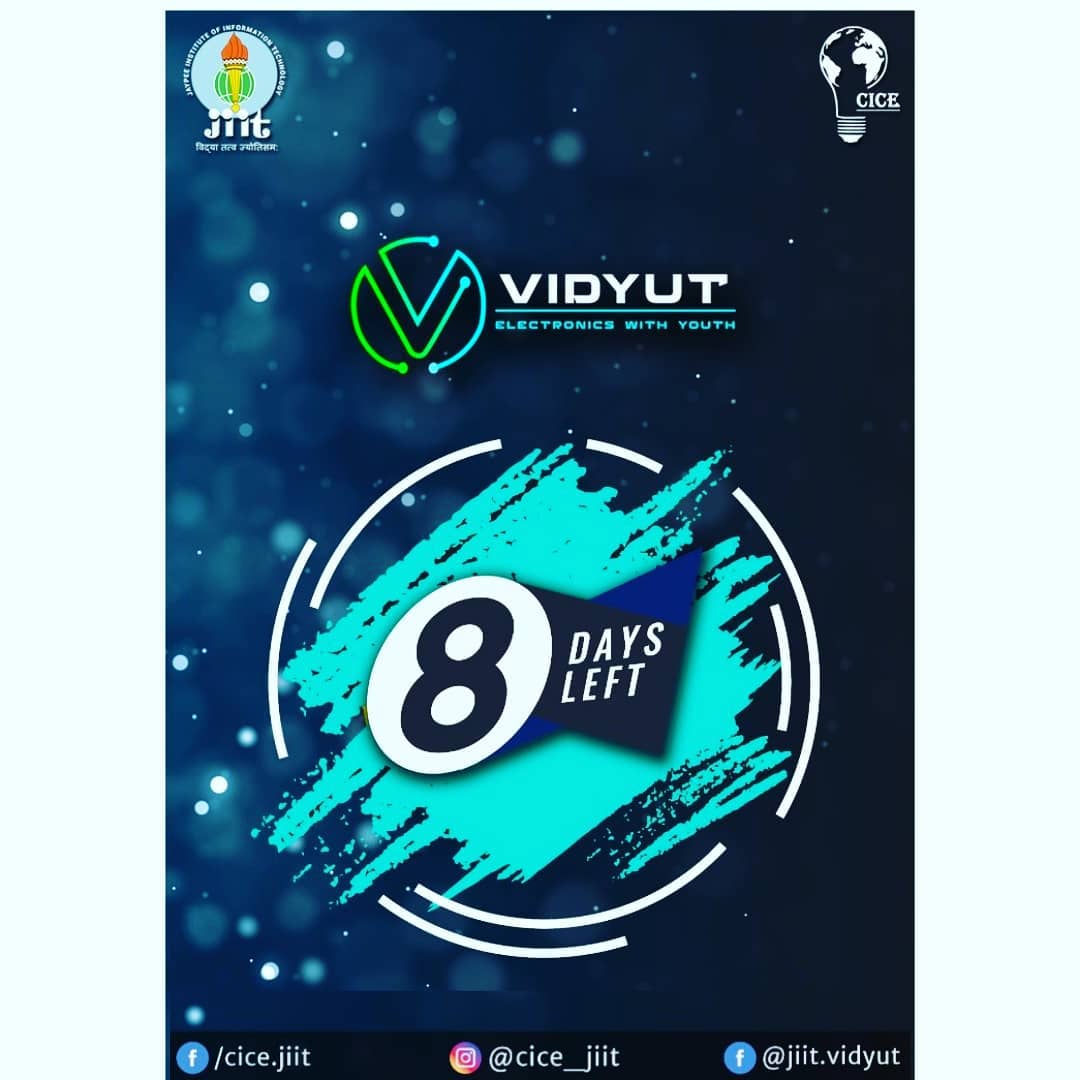 JAYPEE INSTITUTE OF INFORMATION TECHNOLOGY
jiit
विद्या तत्व ज्योतिसम:
CICE
VIDYUT
ELECTRONICS WITH YOUTH
8
DAYS
LEFT
/cice.jiit
@cice__jiit
@jiit.vidyut